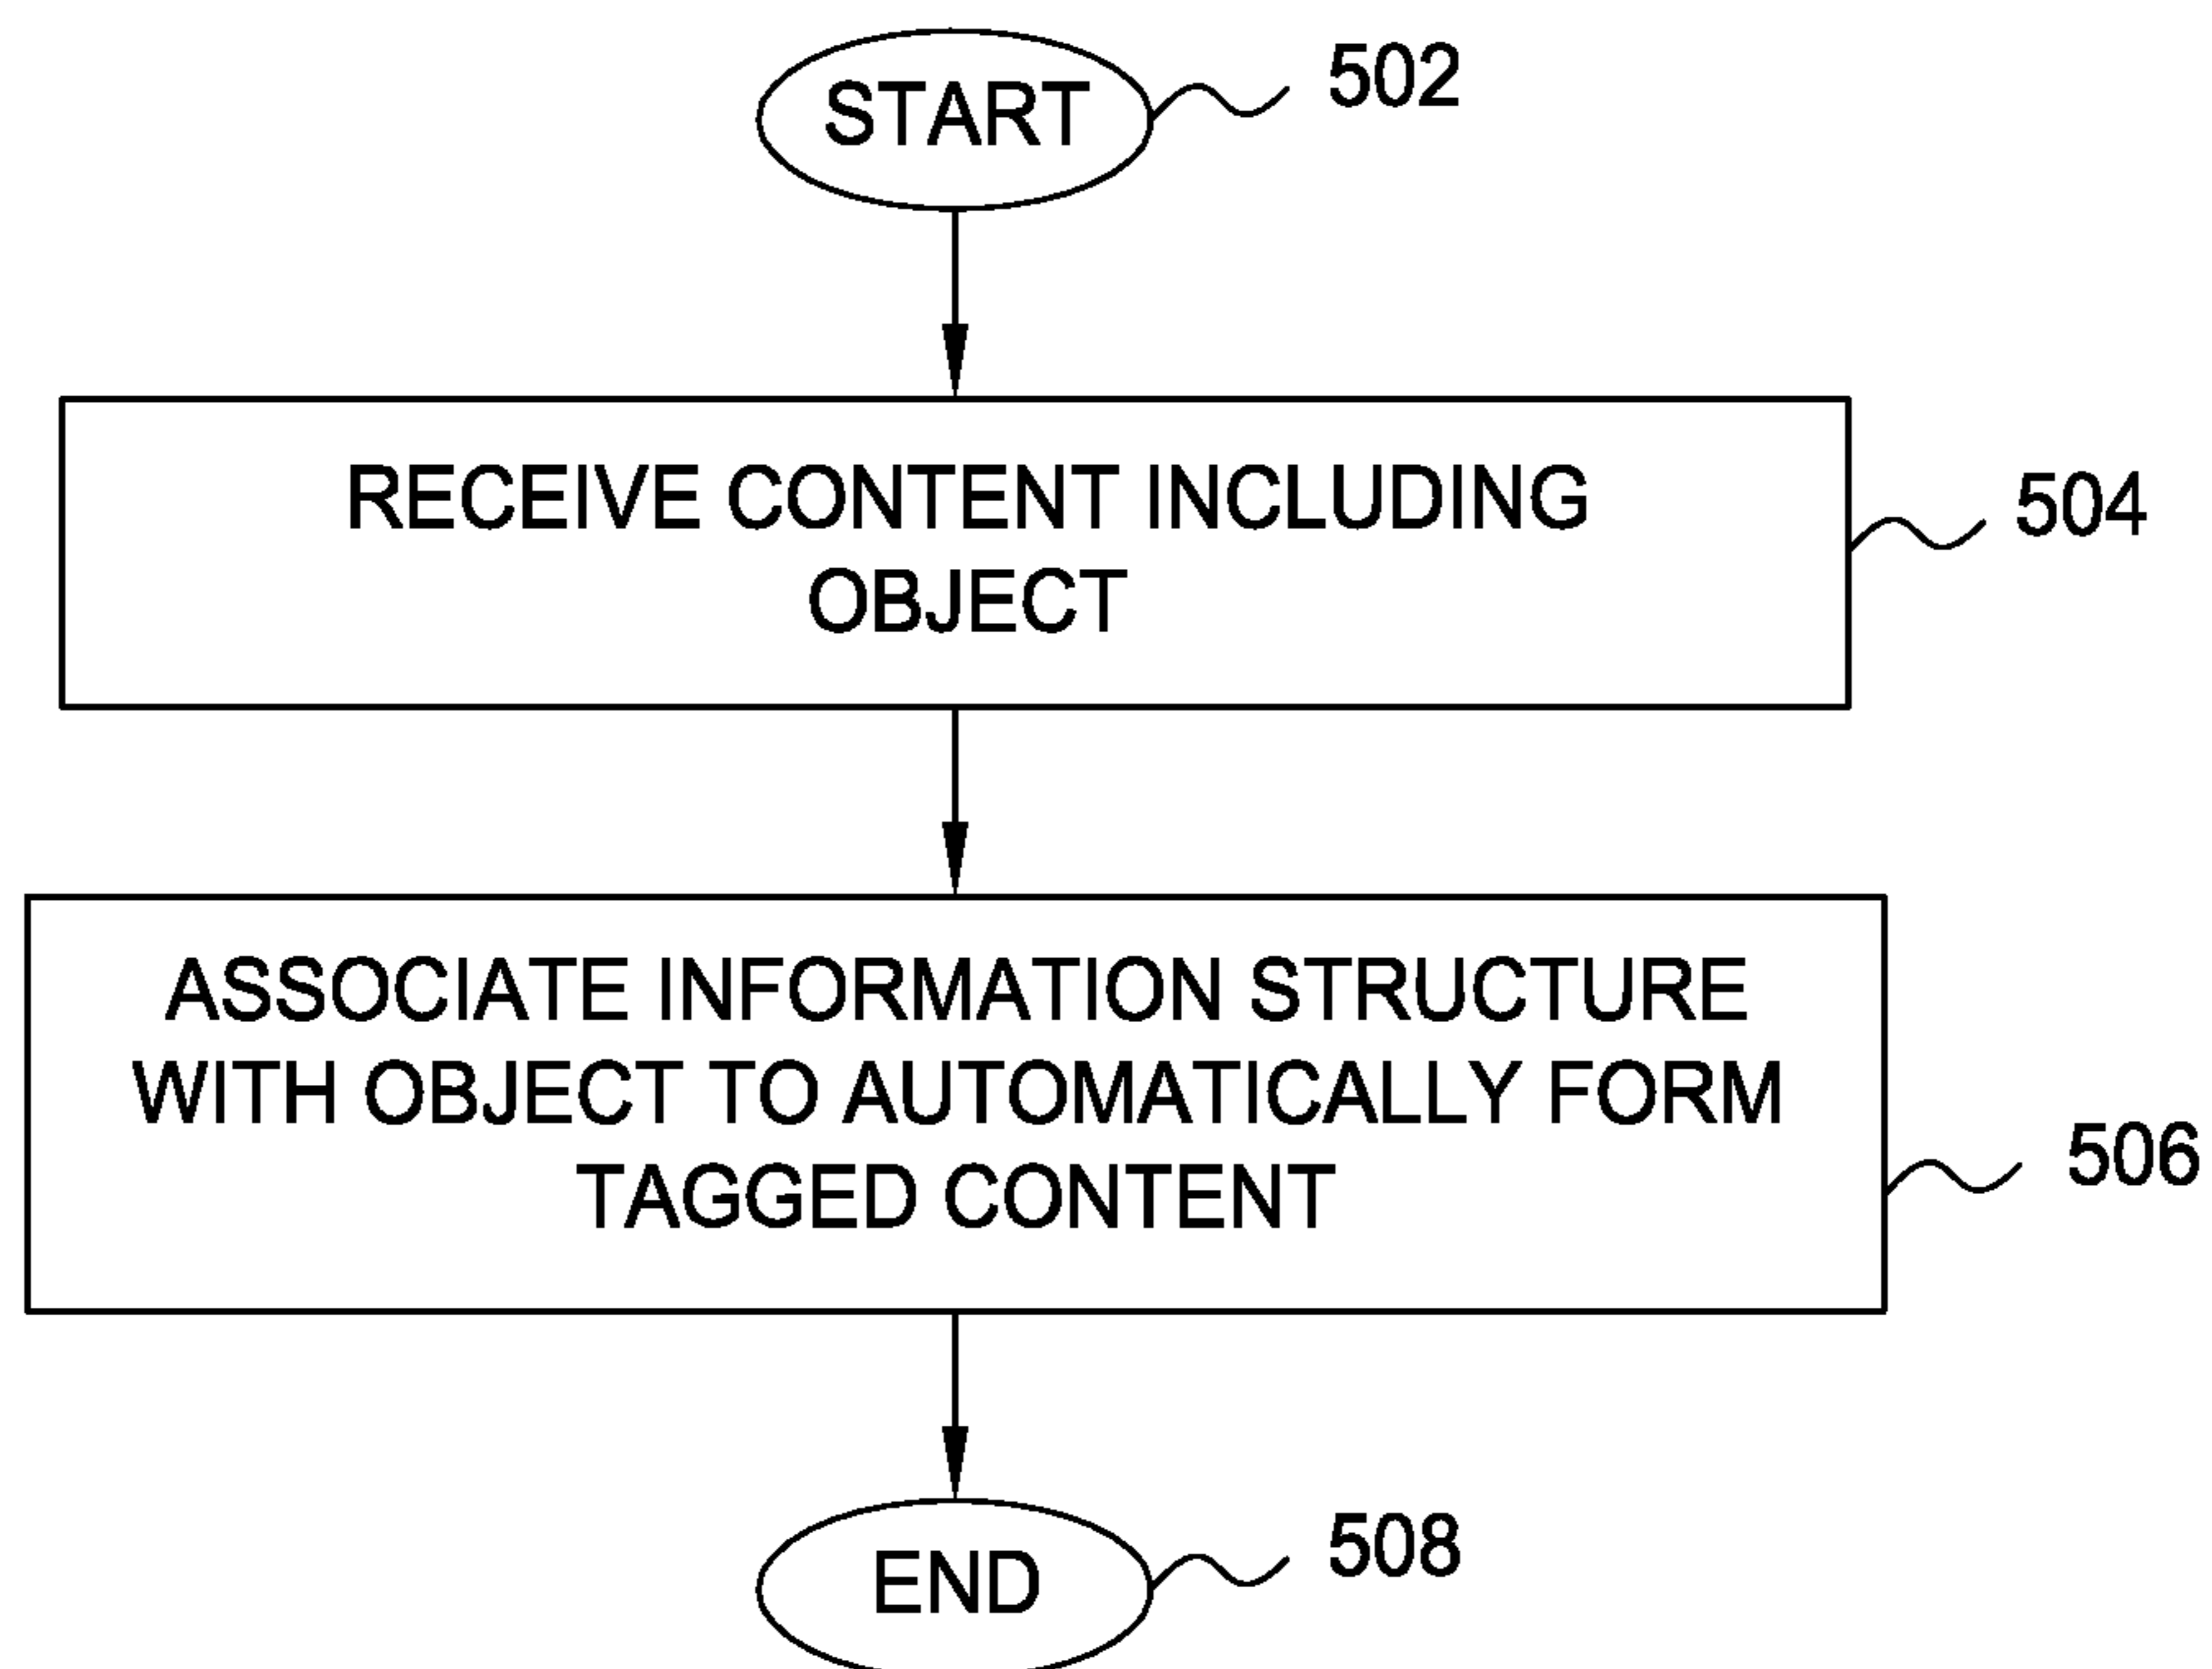 START
502
RECEIVE CONTENT INCLUDING
OBJECT
504
ASSOCIATE INFORMATION STRUCTURE
WITH OBJECT TO AUTOMATICALLY FORM
TAGGED CONTENT
506
END
508